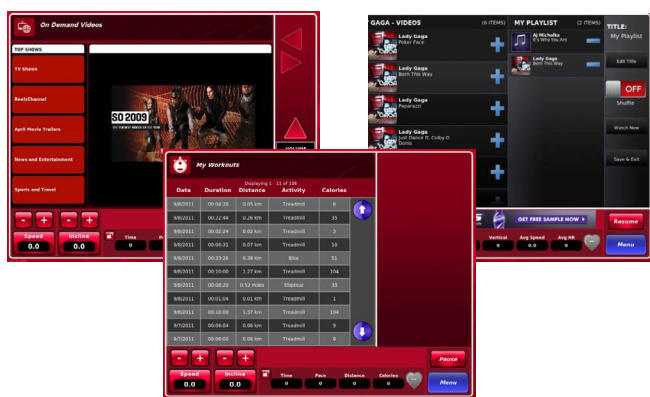 On Demand Videos
TOP SHOWS
TV Shows
ReelzChannel
April Movie Trailers
News and Entertainment
Sports and Travel
SO 2009
VOLUME
- + - +
Speed Incline
0.0 0.0
Time
0
GAGA - VIDEOS (6 ITEMS)
Lady Gaga
Poker Face
Lady Gaga
Born This Way
Lady Gaga
Paparazzi
Lady Gaga
Just Dance ft. Colby O
Donis
MY PLAYLIST (2 ITEMS)
AJ Michalka
It's Who You Are
Lady Gaga
Born This Way
TITLE:
My Playlist
Edit Title
OFF
Shuffle
Watch Now
Save & Exit
GET FREE SAMPLE NOW
Resume
Vertical Avg Speed Avg HR
0 0.0 0
Menu
My Workouts
Displaying 1 - 11 of 136
Date Duration Distance Activity Calories
9/8/2011 00:04:20 0.05 km Treadmill 6
9/8/2011 00:22:44 0.26 km Treadmill 35
9/8/2011 00:02:24 0.02 km Treadmill 3
9/8/2011 00:06:31 0.07 km Treadmill 10
9/8/2011 00:33:26 0.38 km Bike 51
9/8/2011 00:10:00 1.27 km Treadmill 104
9/8/2011 00:08:20 0.52 miles Elliptical 33
9/8/2011 00:01:04 0.01 km Treadmill 1
9/8/2011 00:10:00 1.37 km Treadmill 104
9/7/2011 00:06:04 0.06 km Treadmill 9
9/7/2011 00:06:00 0.06 km Treadmill 9
- + - +
Pause
Speed Incline
0.0 0.0
Time Pace Distance Calories
0 0 0 0
Menu